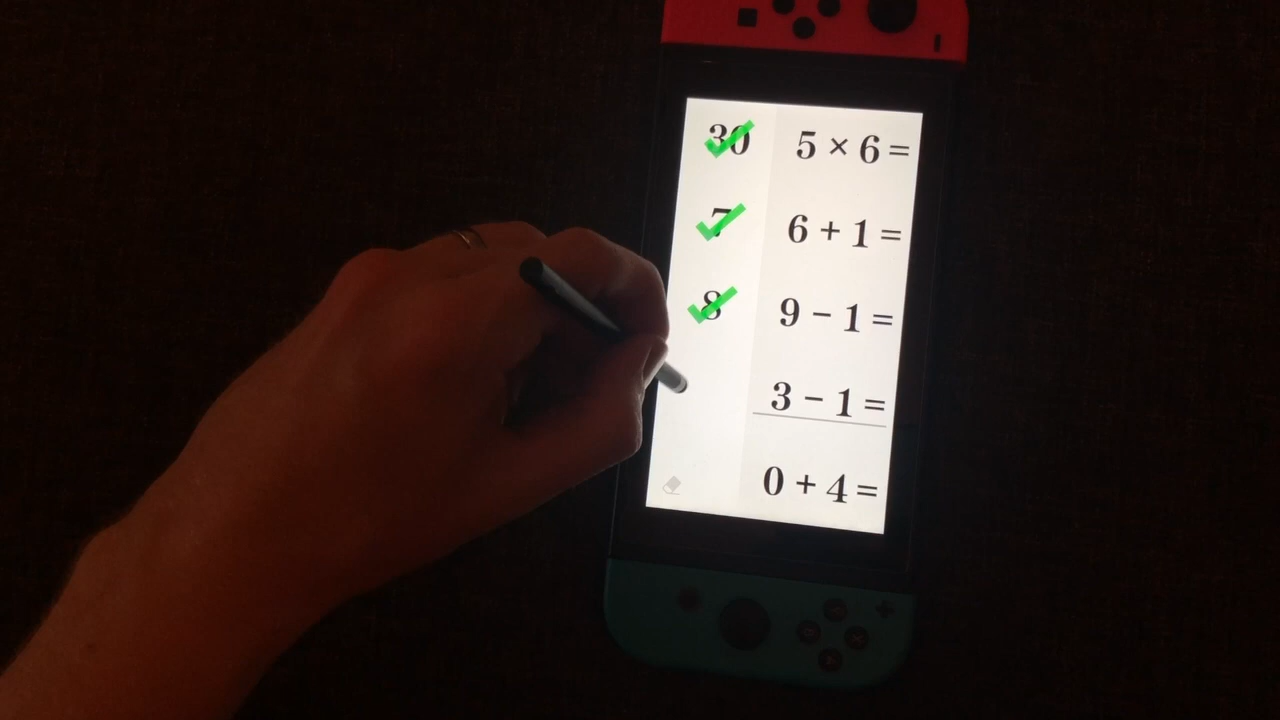 30 5 × 6 =
7 6 + 1 =
8 9 − 1 =
3 − 1 =
0 + 4 =